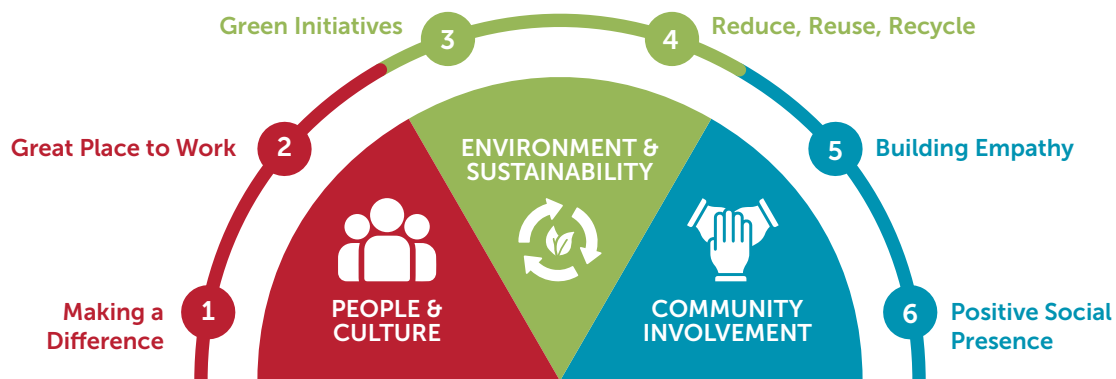 Green Initiatives
3
4
Reduce, Reuse, Recycle
Great Place to Work
2
ENVIRONMENT &
SUSTAINABILITY
5
Building Empathy
Making a
Difference
1
PEOPLE &
CULTURE
COMMUNITY
INVOLVEMENT
6
Positive Social
Presence